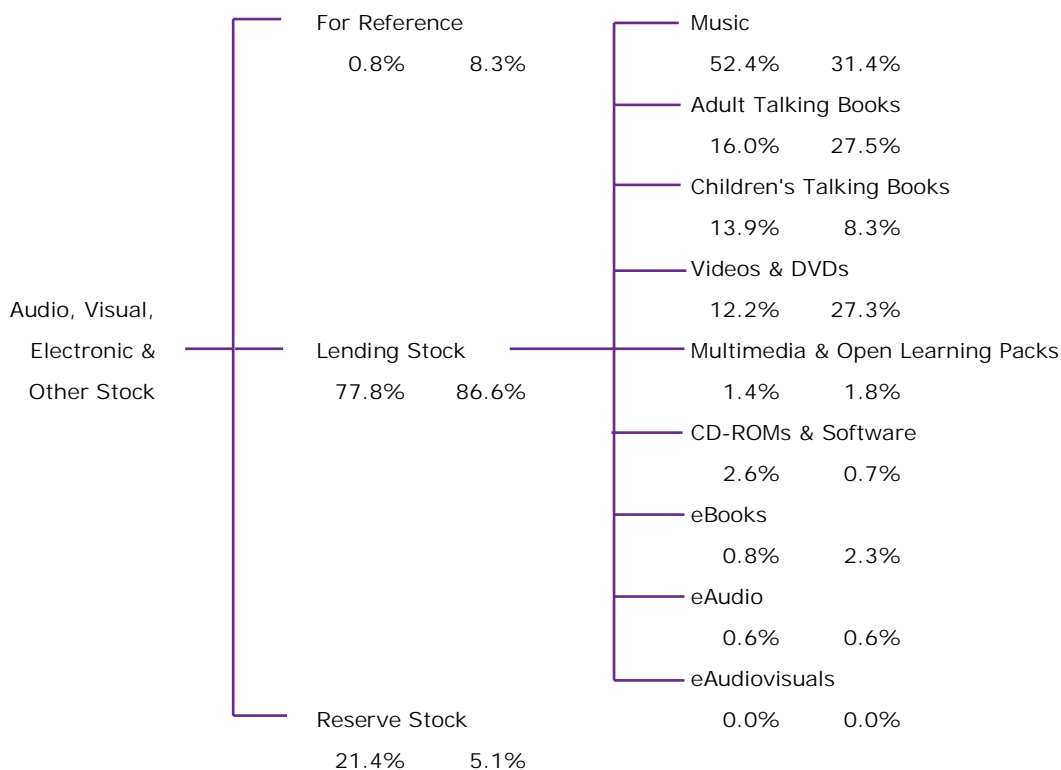 For Reference
0.8% 8.3%
Audio, Visual,
Electronic &
Other Stock
Lending Stock
77.8% 86.6%
Reserve Stock
21.4% 5.1%
Music
52.4% 31.4%
Adult Talking Books
16.0% 27.5%
Children's Talking Books
13.9% 8.3%
Videos & DVDs
12.2% 27.3%
Multimedia & Open Learning Packs
1.4% 1.8%
CD-ROMs & Software
2.6% 0.7%
eBooks
0.8% 2.3%
eAudio
0.6% 0.6%
eAudiovisuals
0.0% 0.0%